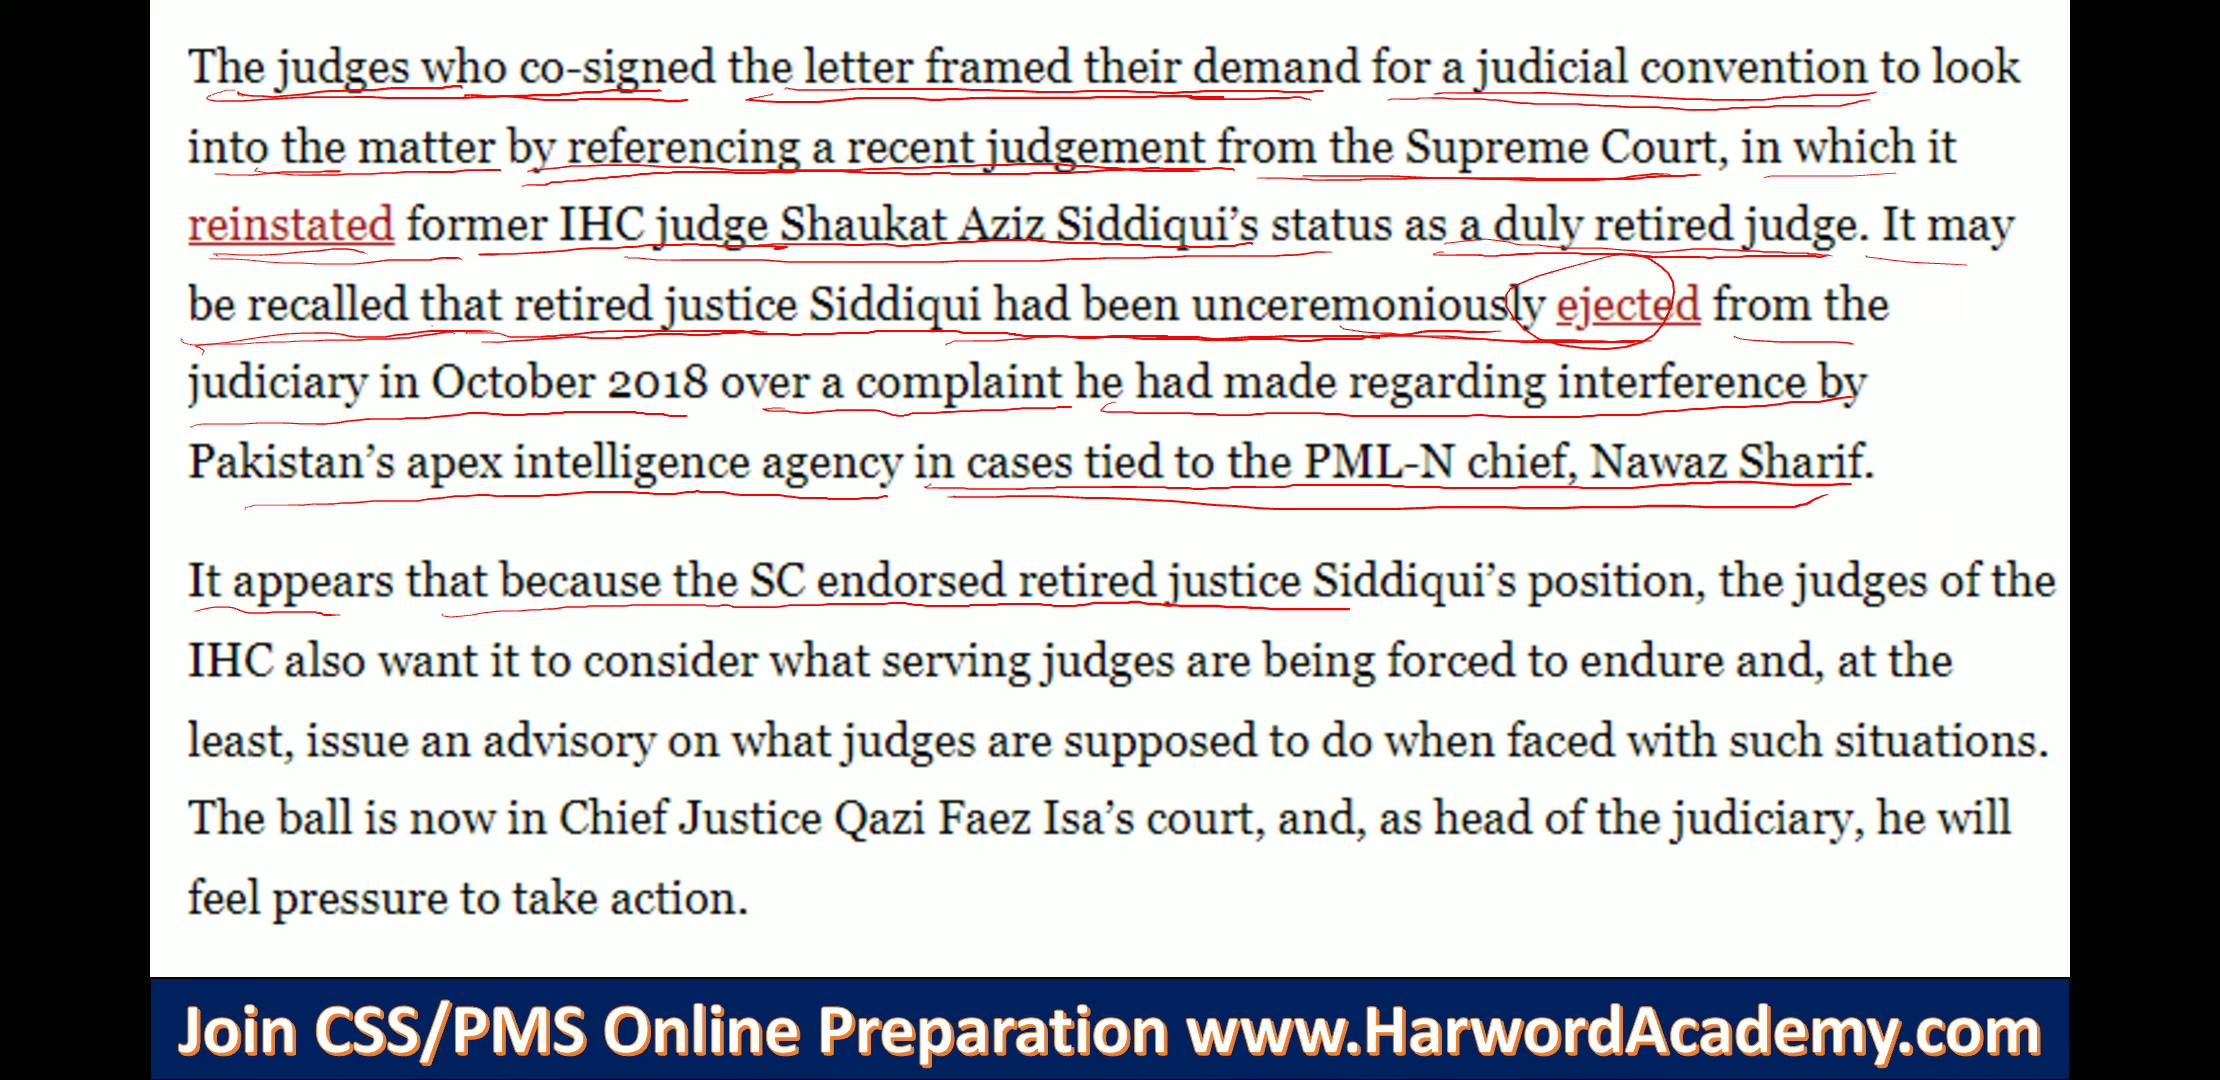 The judges who co-signed the letter framed their demand for a judicial convention to look
into the matter by referencing a recent judgement from the Supreme Court, in which it
reinstated former IHC judge Shaukat Aziz Siddiqui’s status as a duly retired judge. It may
be recalled that retired justice Siddiqui had been unceremoniously ejected from the
judiciary in October 2018 over a complaint he had made regarding interference by
Pakistan’s apex intelligence agency in cases tied to the PML-N chief, Nawaz Sharif.
It appears that because the SC endorsed retired justice Siddiqui’s position, the judges of the
IHC also want it to consider what serving judges are being forced to endure and, at the
least, issue an advisory on what judges are supposed to do when faced with such situations.
The ball is now in Chief Justice Qazi Faez Isa’s court, and, as head of the judiciary, he will
feel pressure to take action.
Join CSS/PMS Online Preparation www.HarwordAcademy.com